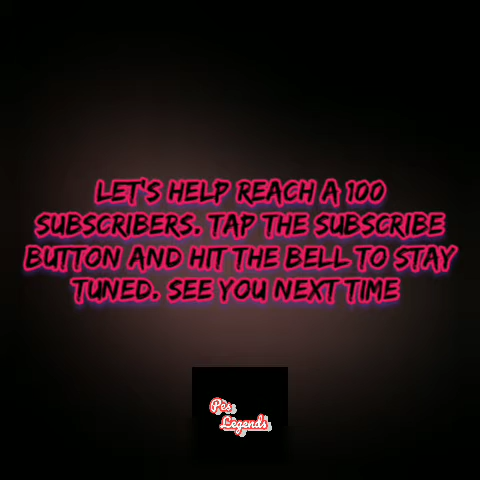 LET'S HELP REACH A 100
SUBSCRIBERS. TAP THE SUBSCRIBE
BUTTON AND HIT THE BELL TO STAY
TUNED. SEE YOU NEXT TIME
Pes
Legends